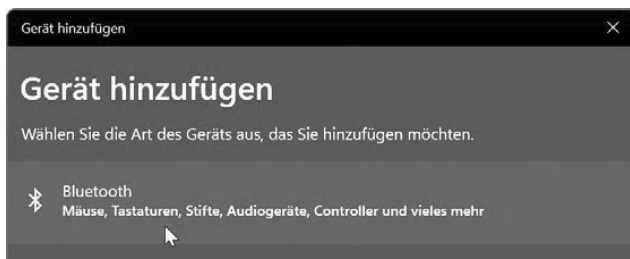 Gerät hinzufügen
Gerät hinzufügen
Wählen Sie die Art des Geräts aus, das Sie hinzufügen möchten.
Bluetooth
Mäuse, Tastaturen, Stifte, Audiogeräte, Controller und vieles mehr